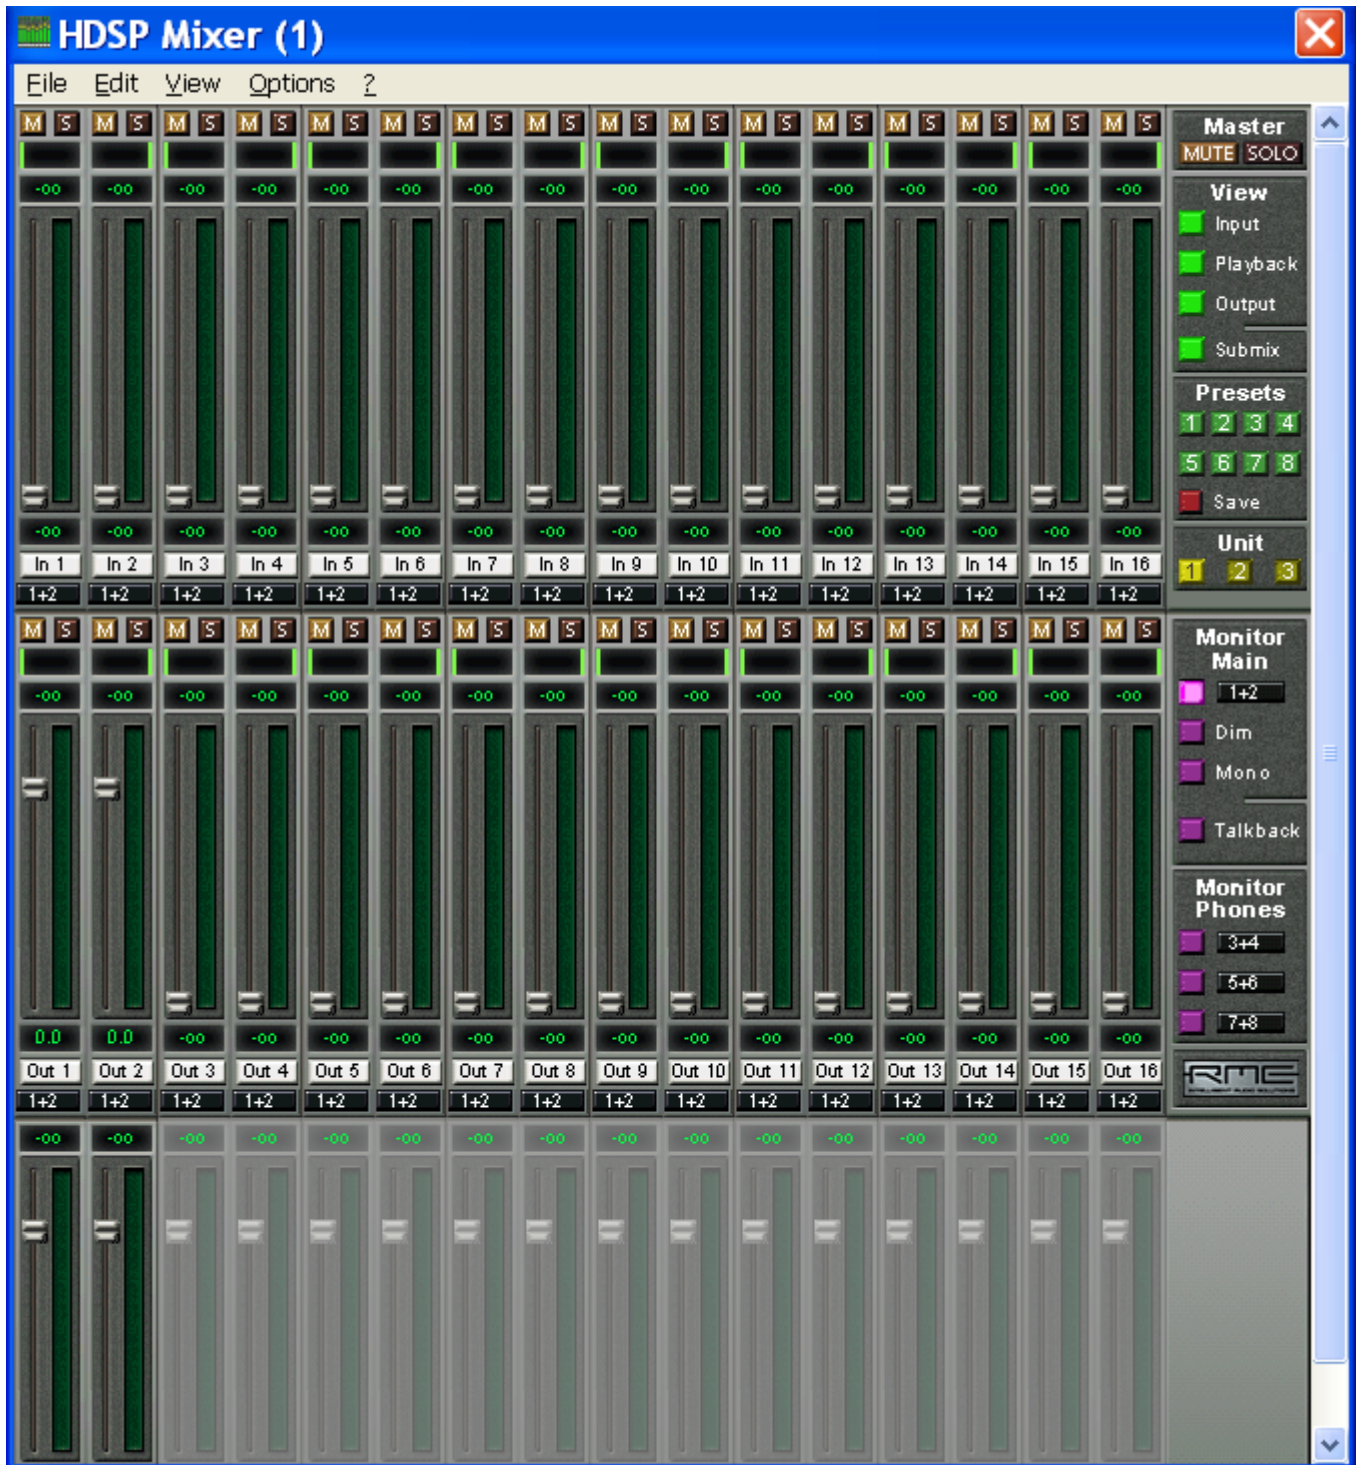 HDSP Mixer (1)
File Edit View Options ?
M S M S M S M S M S M S M S M S M S M S M S M S M S M S M S M S
Master
MUTE SOLO
-oo -oo -oo -oo -oo -oo -oo -oo -oo -oo -oo -oo -oo -oo -oo -oo
View
Input
Playback
Output
Submix
Presets
1 2 3 4
5 6 7 8
Save
-oo -oo -oo -oo -oo -oo -oo -oo -oo -oo -oo -oo -oo -oo -oo -oo
Unit
In 1 In 2 In 3 In 4 In 5 In 6 In 7 In 8 In 9 In 10 In 11 In 12 In 13 In 14 In 15 In 16
1 2 3
1+2 1+2 1+2 1+2 1+2 1+2 1+2 1+2 1+2 1+2 1+2 1+2 1+2 1+2 1+2 1+2
M S M S M S M S M S M S M S M S M S M S M S M S M S M S M S M S
Monitor
Main
-oo -oo -oo -oo -oo -oo -oo -oo -oo -oo -oo -oo -oo -oo -oo -oo
1+2
Dim
Mono
Talkback
Monitor
Phones
3+4
5+6
7+8
0.0 0.0 -oo -oo -oo -oo -oo -oo -oo -oo -oo -oo -oo -oo -oo -oo
Out 1 Out 2 Out 3 Out 4 Out 5 Out 6 Out 7 Out 8 Out 9 Out 10 Out 11 Out 12 Out 13 Out 14 Out 15 Out 16
RME
1+2 1+2 1+2 1+2 1+2 1+2 1+2 1+2 1+2 1+2 1+2 1+2 1+2 1+2 1+2 1+2
-oo -oo -oo -oo -oo -oo -oo -oo -oo -oo -oo -oo -oo -oo -oo -oo